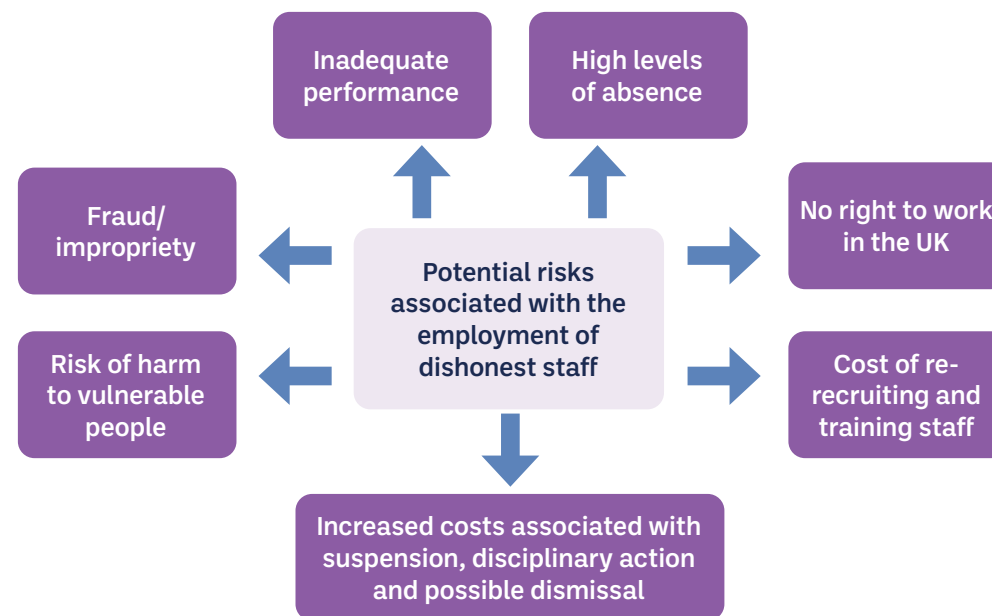 Inadequate
performance
High levels
of absence
Fraud/
impropriety
No right to work
in the UK
Potential risks
associated with the
employment of
dishonest staff
Risk of harm
to vulnerable
people
Cost of re-
recruiting and
training staff
Increased costs associated with
suspension, disciplinary action
and possible dismissal